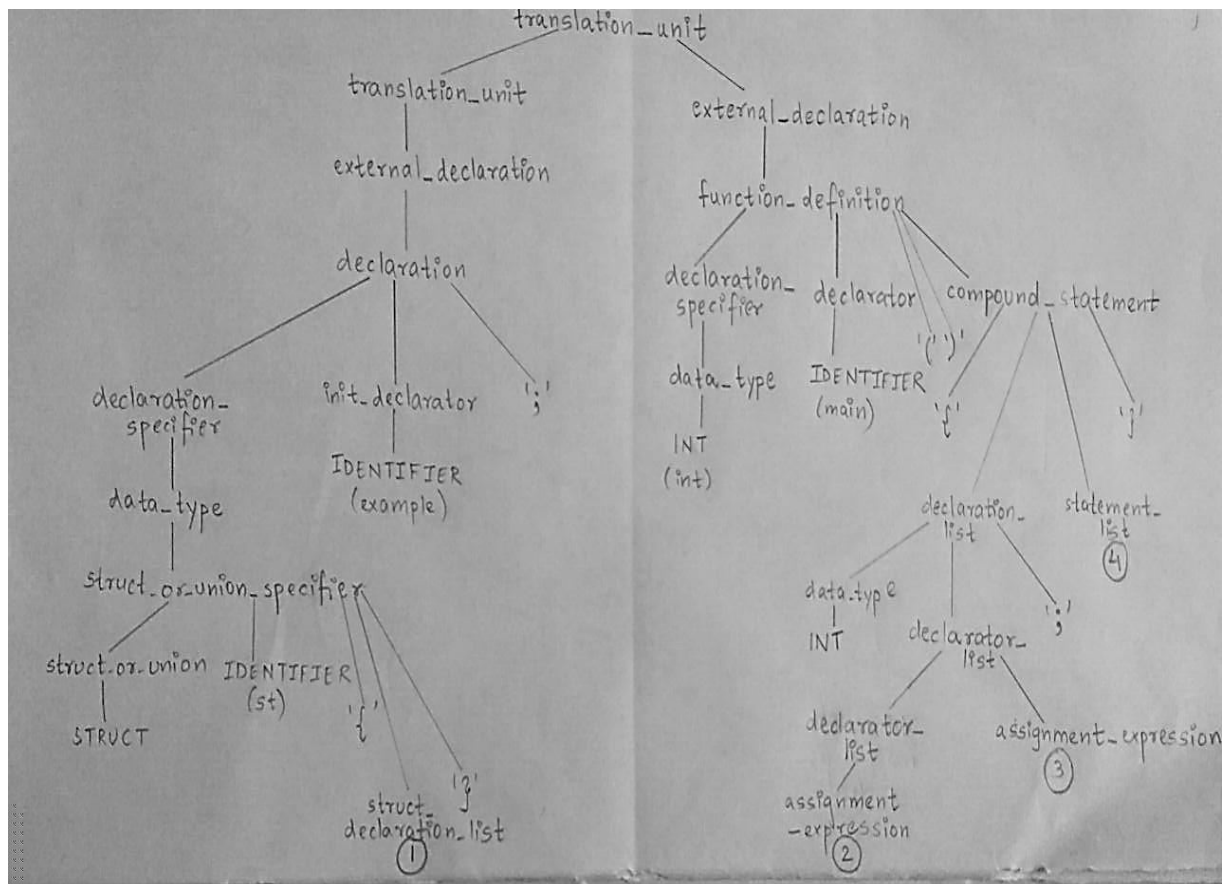 translation_unit
translation_unit
external_declaration
external_declaration
function_definition
declaration
declaration_
specifier
declarator
'(' ')'
compound_statement
data_type
IDENTIFIER
(main)
'{'
'}'
INT
(int)
declaration_
specifier
init_declarator
';'
IDENTIFIER
(example)
data_type
declaration_
list
statement_
list
4
struct_or_union_specifier
data_type
INT
declarator_
list
';'
struct_or_union
IDENTIFIER
(st)
'{'
STRUCT
declarator_
list
assignment_expression
3
struct_
declaration_list
1
'}'
assignment
_expression
2